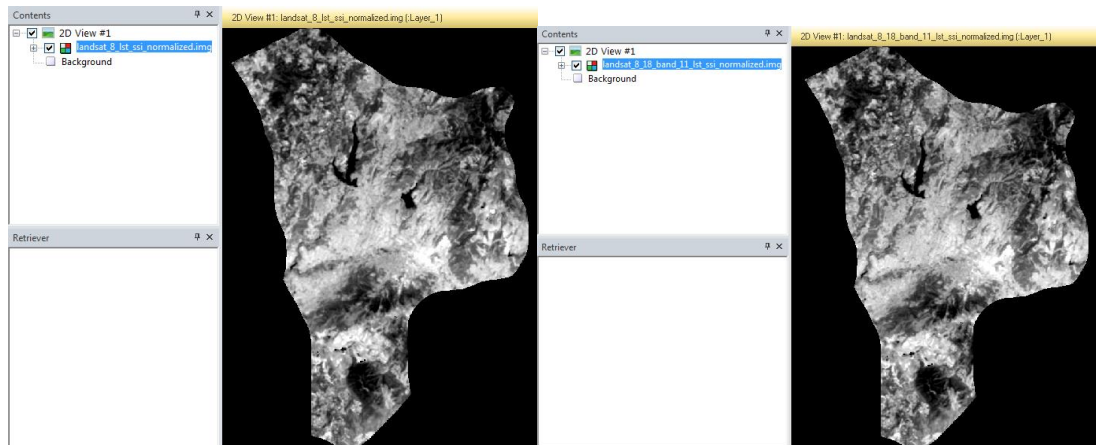 Contents
2D View #1
landsat_8_lst_ssi_normalized.img
Background
Retriever
2D View #1: landsat_8_lst_ssi_normalized.img (:Layer_1)
Contents
2D View #1
landsat_8_18_band_11_lst_ssi_normalized.img
Background
Retriever
2D View #1: landsat_8_18_band_11_lst_ssi_normalized.img (:Layer_1)